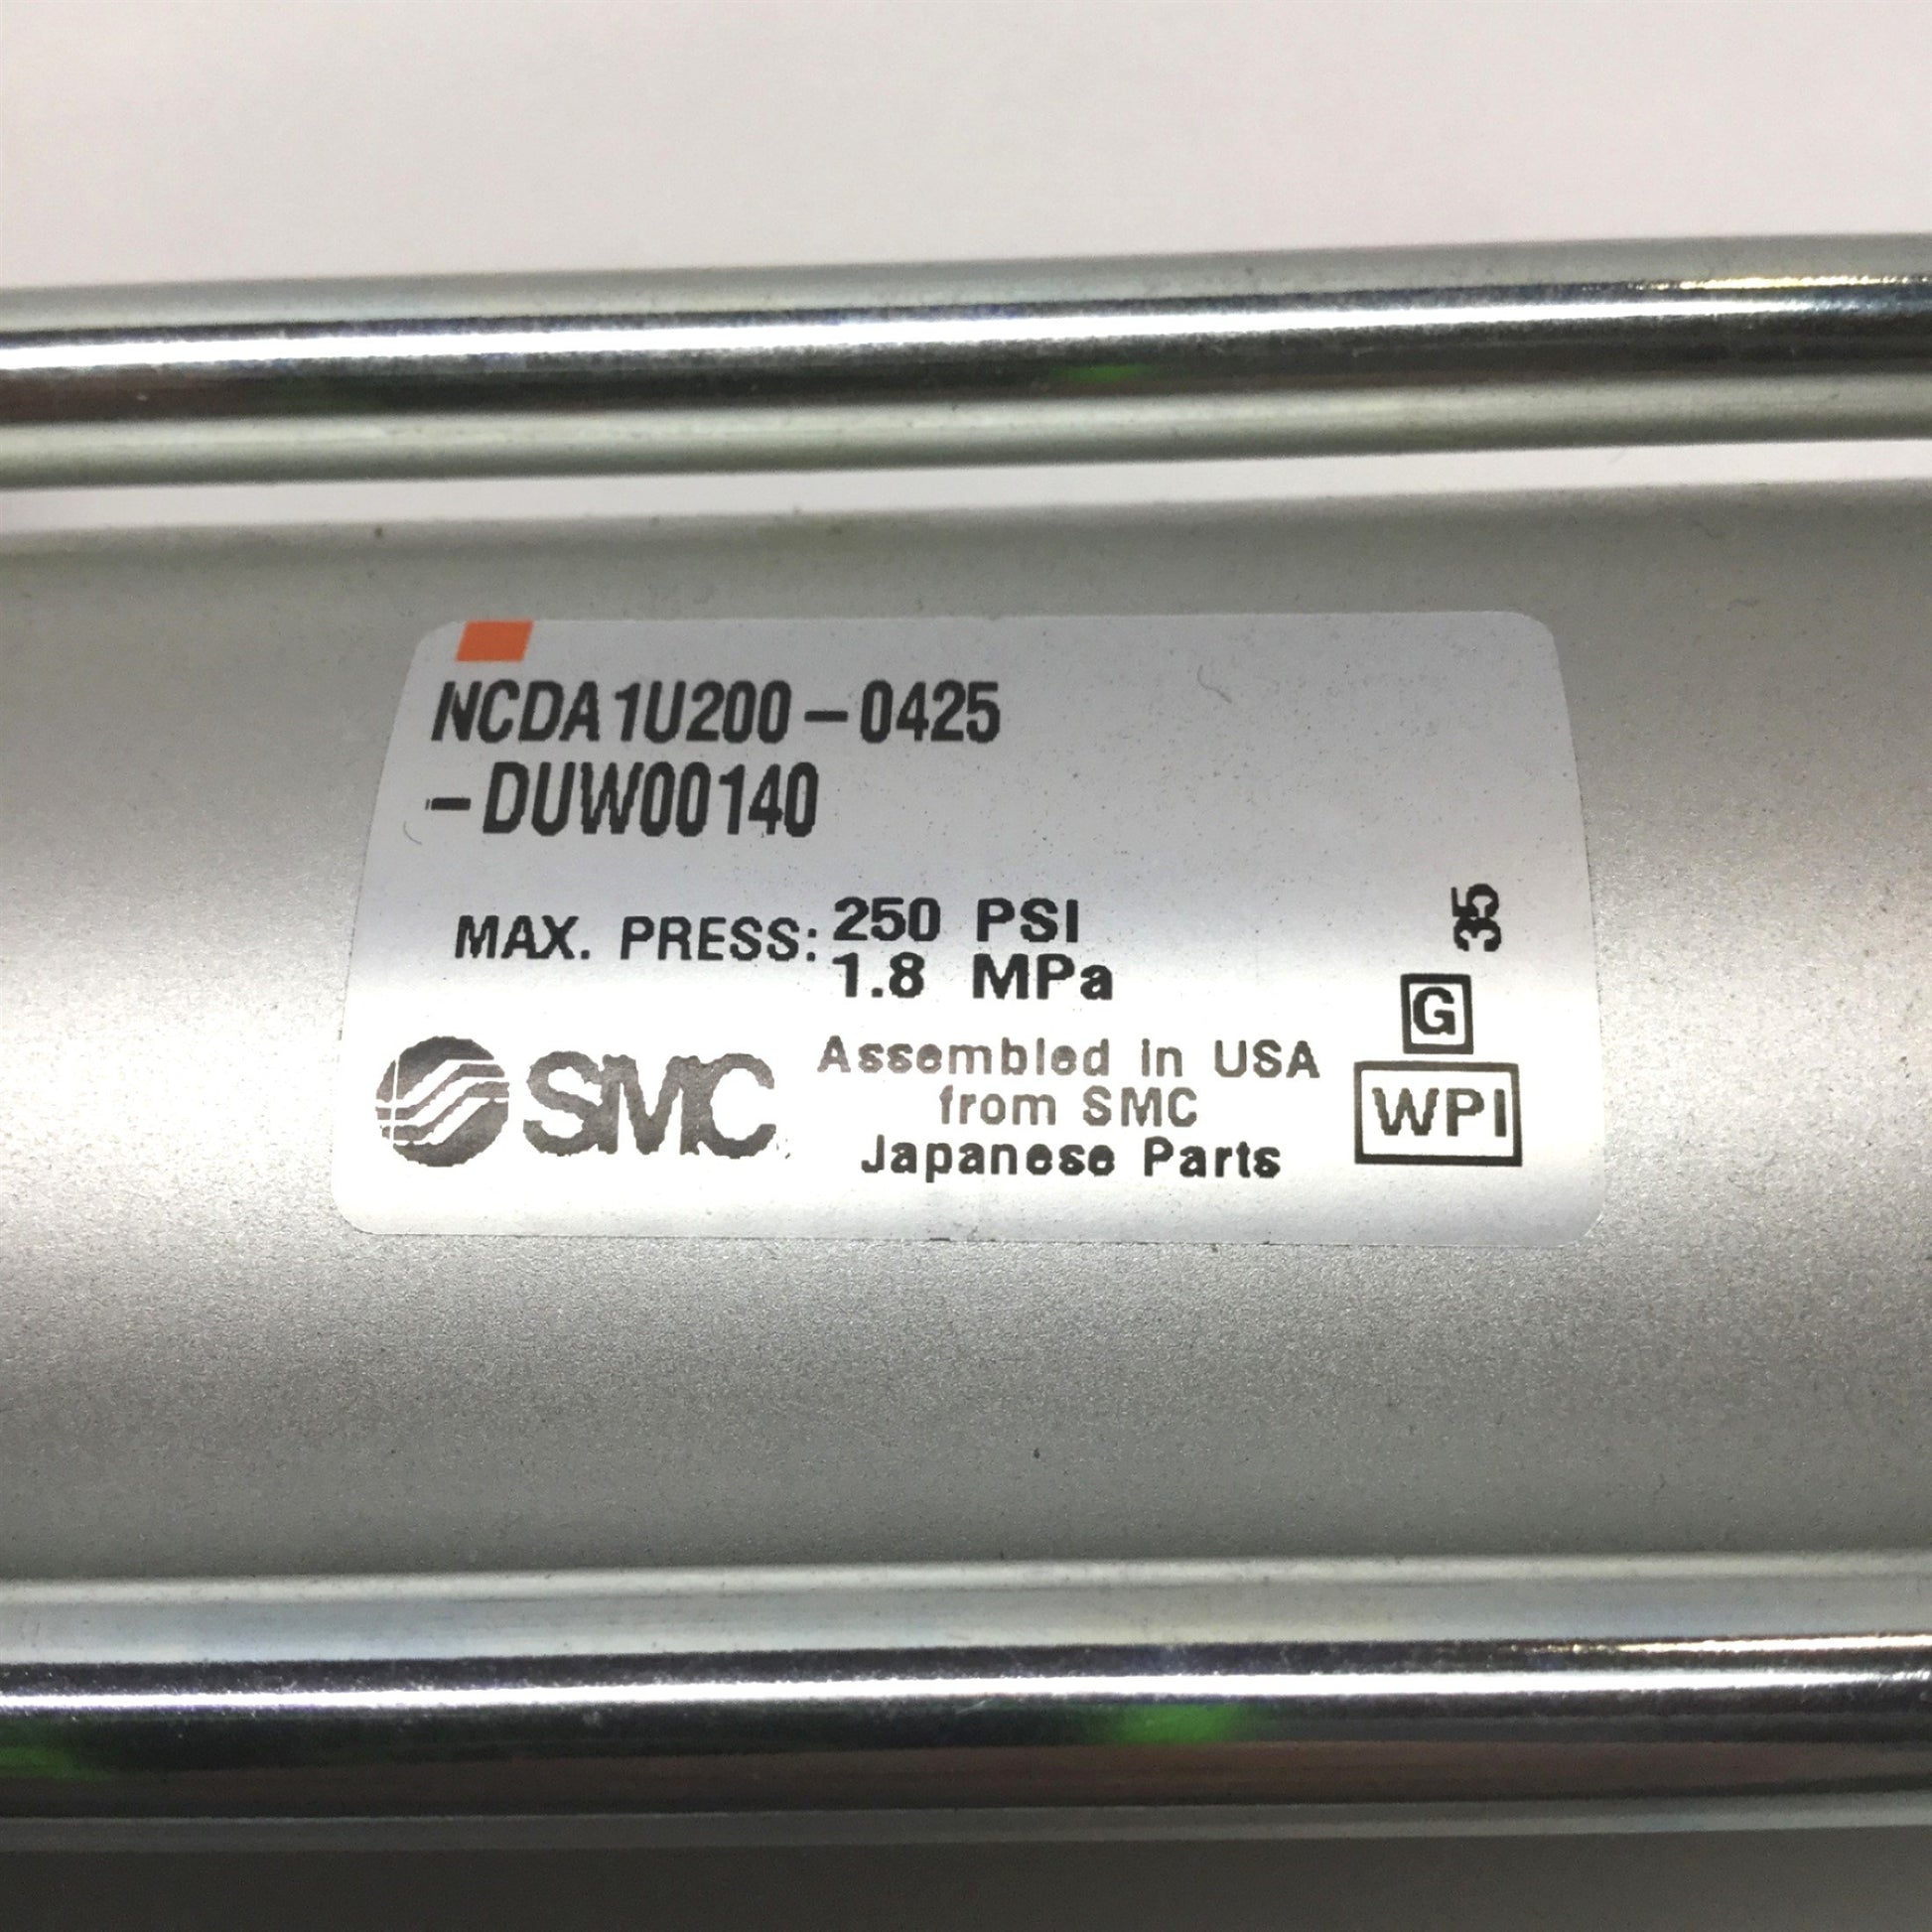 NCDA1U200-0425
-DUW00140
MAX. PRESS: 250 PSI
1.8 MPa
35
G
WPI
SMC
Assembled in USA
from SMC
Japanese Parts